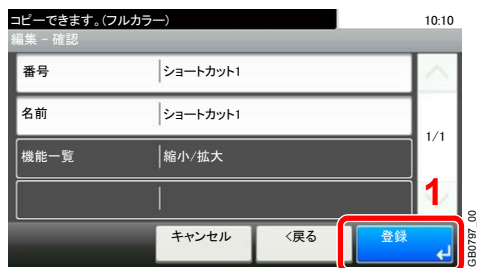 コピーできます。(フルカラー) 10:10
編集 - 確認
番号 ショートカット1
名前 ショートカット1
1/1
機能一覧 縮小/拡大
1
キャンセル <戻る 登録
GB0797_00